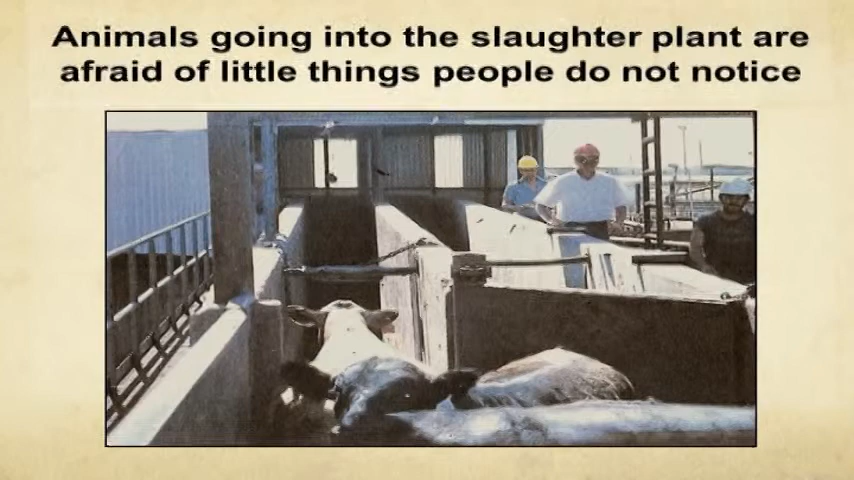 Animals going into the slaughter plant are
afraid of little things people do not notice